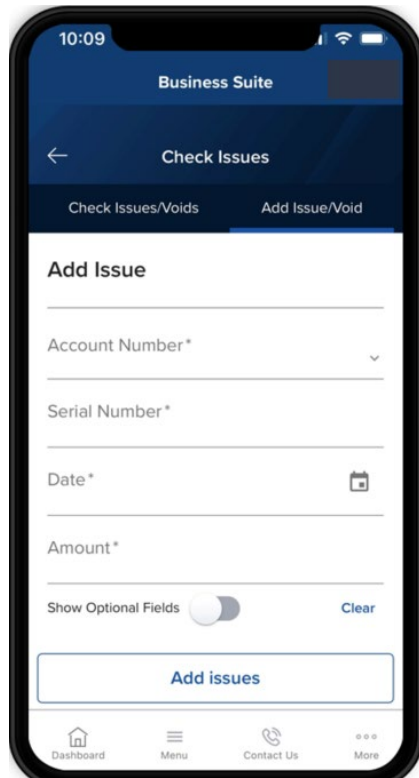 10:09
Business Suite
Check Issues
Check Issues/Voids Add Issue/Void
Add Issue
Account Number*
Serial Number*
Date*
Amount*
Show Optional Fields Clear
Add issues
Dashboard Menu Contact Us More